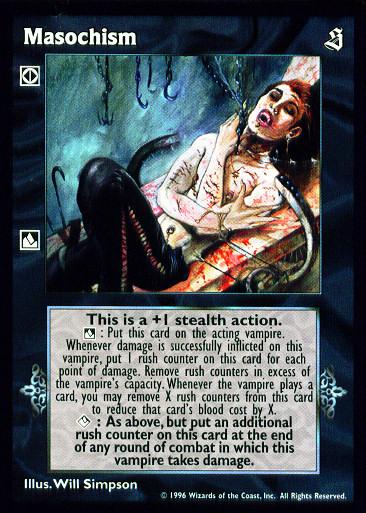 Masochism
This is a +1 stealth action.
: Put this card on the acting vampire.
Whenever damage is successfully inflicted on
this vampire, put 1 rush counter on this card for each
point of damage. Remove rush counters in excess of
the vampire's capacity. Whenever the vampire plays a
card, you may remove X rush counters from this card
to reduce that card's blood cost by X.
: As above, but put an additional
rush counter on this card at the end
of any round of combat in which this
vampire takes damage.
Illus. Will Simpson
© 1996 Wizards of the Coast, Inc. All Rights Reserved.